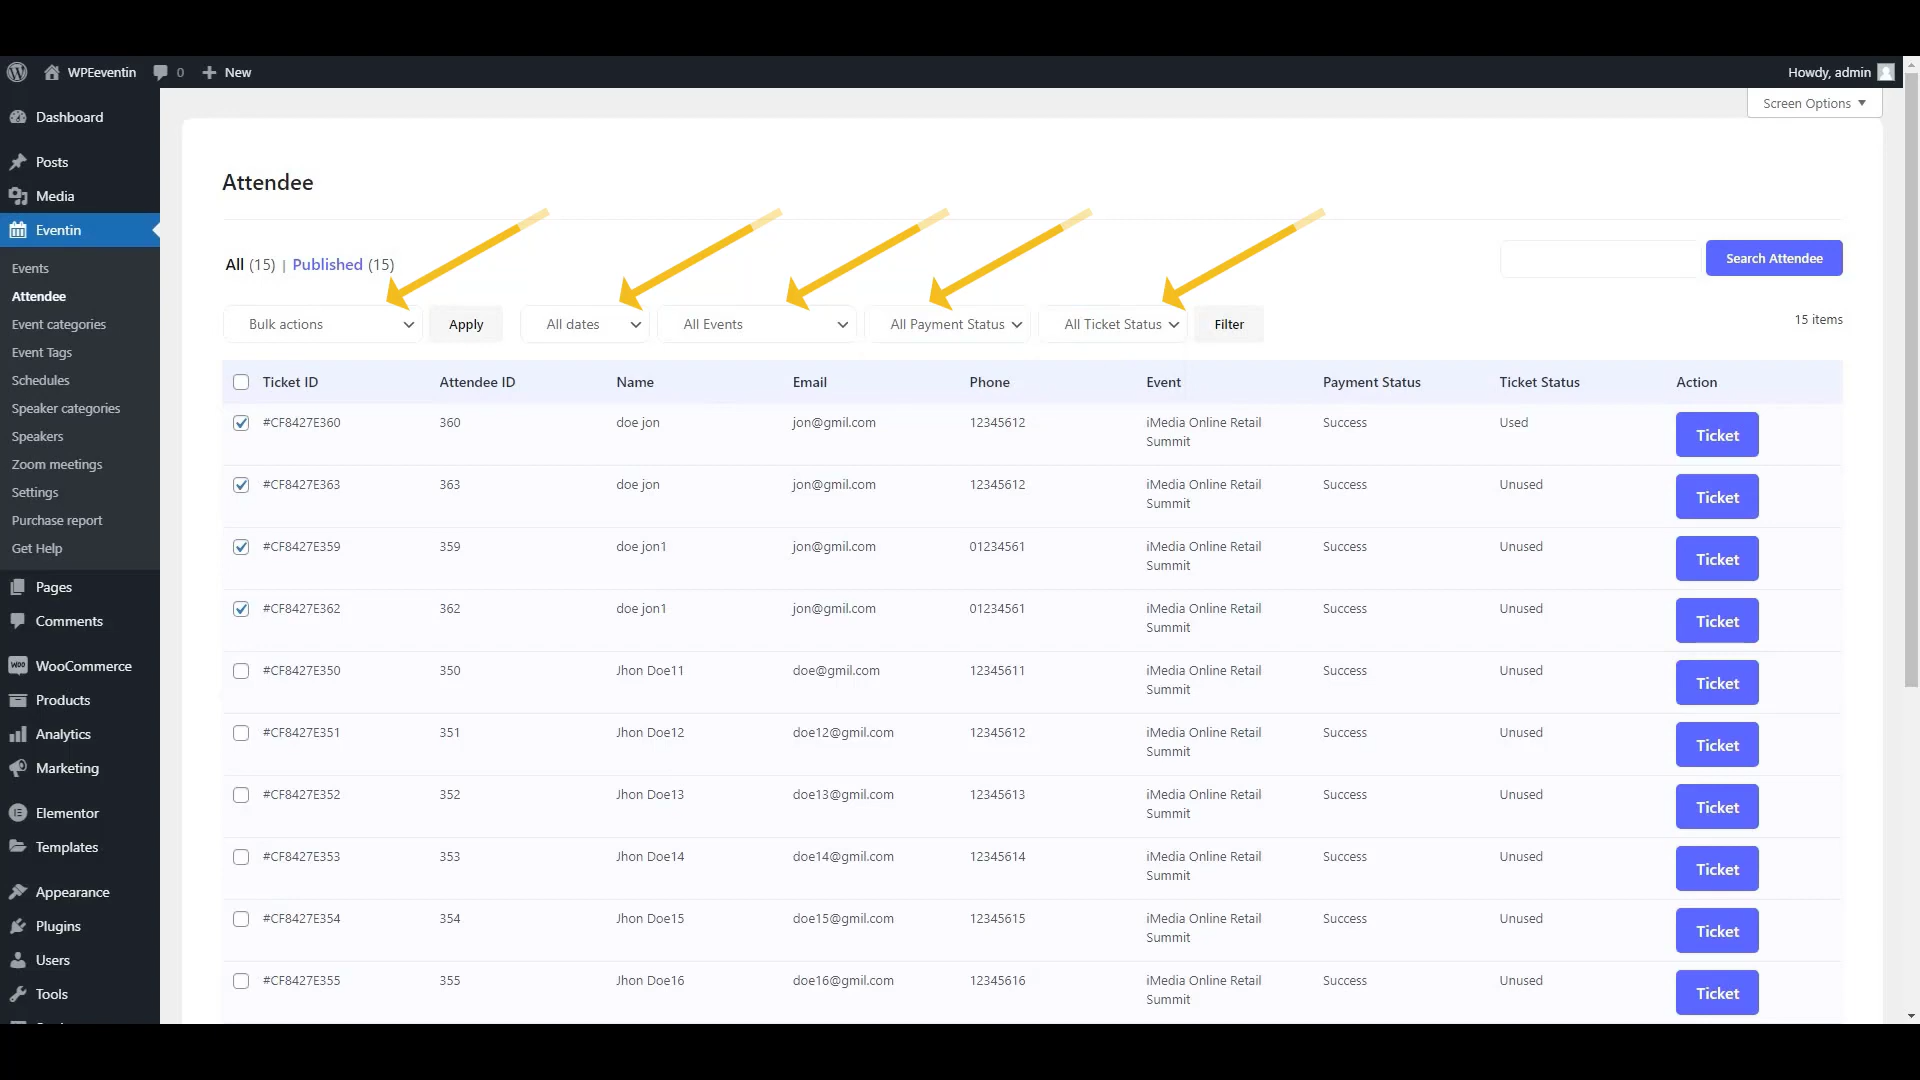 WPEeventin 0 New Howdy, admin
Screen Options
Dashboard
Posts
Media
Eventin
Events
Attendee
Event categories
Event Tags
Schedules
Speaker categories
Speakers
Zoom meetings
Settings
Purchase report
Get Help
Pages
Comments
WooCommerce
Products
Analytics
Marketing
Elementor
Templates
Appearance
Plugins
Users
Tools
Attendee
All (15) | Published (15)
Search Attendee
Bulk actions Apply All dates All Events All Payment Status All Ticket Status Filter 15 items
Ticket ID Attendee ID Name Email Phone Event Payment Status Ticket Status Action
#CF8427E360 360 doe jon jon@gmil.com 12345612 iMedia Online Retail Success Used Ticket
Summit
#CF8427E363 363 doe jon jon@gmil.com 12345612 iMedia Online Retail Success Unused Ticket
Summit
#CF8427E359 359 doe jon1 jon@gmil.com 01234561 iMedia Online Retail Success Unused Ticket
Summit
#CF8427E362 362 doe jon1 jon@gmil.com 01234561 iMedia Online Retail Success Unused Ticket
Summit
#CF8427E350 350 Jhon Doe11 doe@gmil.com 12345611 iMedia Online Retail Success Unused Ticket
Summit
#CF8427E351 351 Jhon Doe12 doe12@gmil.com 12345612 iMedia Online Retail Success Unused Ticket
Summit
#CF8427E352 352 Jhon Doe13 doe13@gmil.com 12345613 iMedia Online Retail Success Unused Ticket
Summit
#CF8427E353 353 Jhon Doe14 doe14@gmil.com 12345614 iMedia Online Retail Success Unused Ticket
Summit
#CF8427E354 354 Jhon Doe15 doe15@gmil.com 12345615 iMedia Online Retail Success Unused Ticket
Summit
#CF8427E355 355 Jhon Doe16 doe16@gmil.com 12345616 iMedia Online Retail Success Unused Ticket
Summit